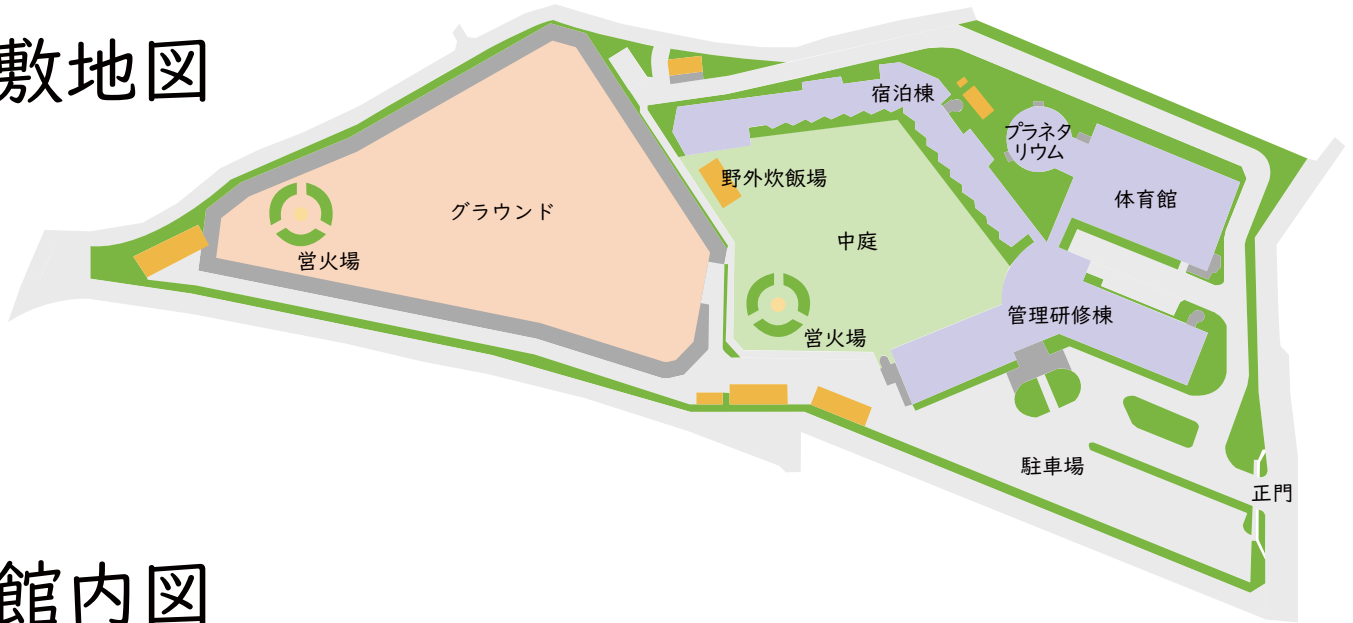 敷地図
宿泊棟
プラネタ
リウム
野外炊飯場
体育館
グラウンド
中庭
営火場
管理研修棟
営火場
駐車場
正門
館内図